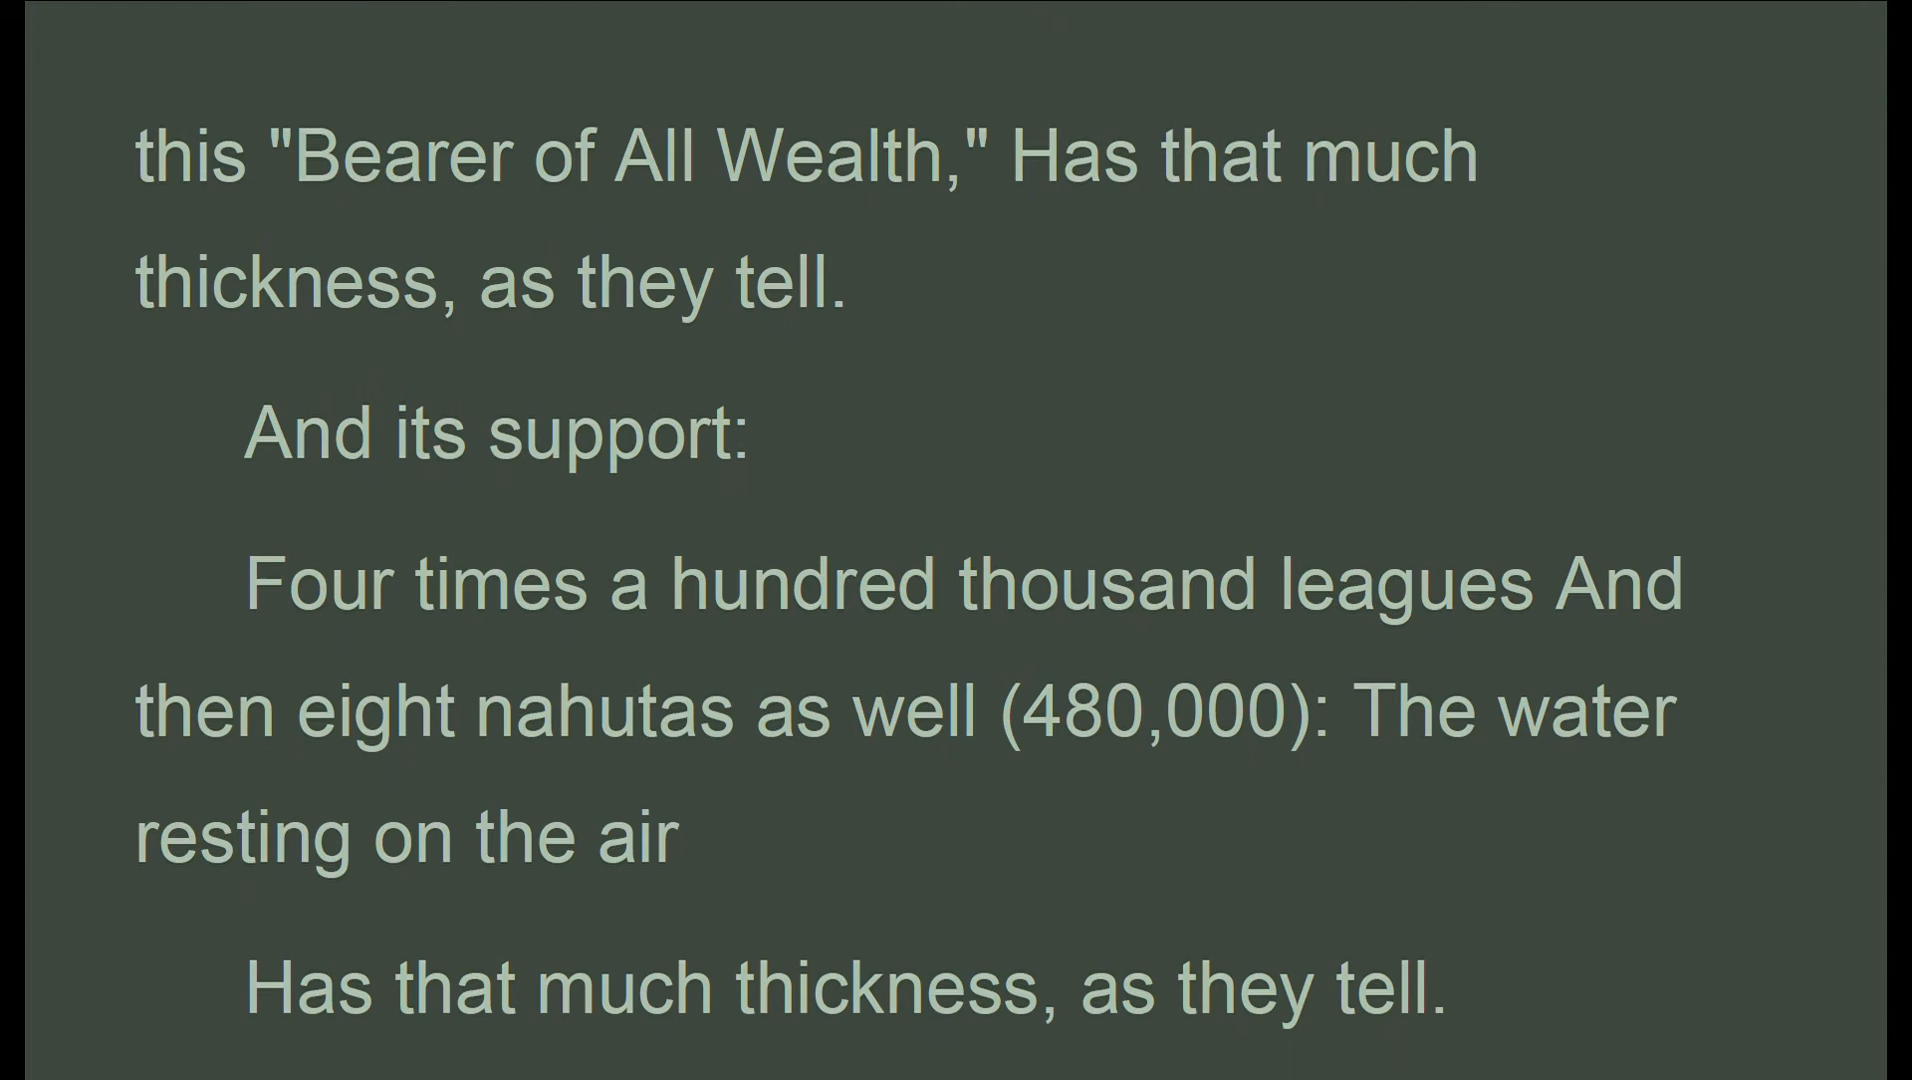 this "Bearer of All Wealth," Has that much
thickness, as they tell.
And its support:
Four times a hundred thousand leagues And
then eight nahutas as well (480,000): The water
resting on the air
Has that much thickness, as they tell.